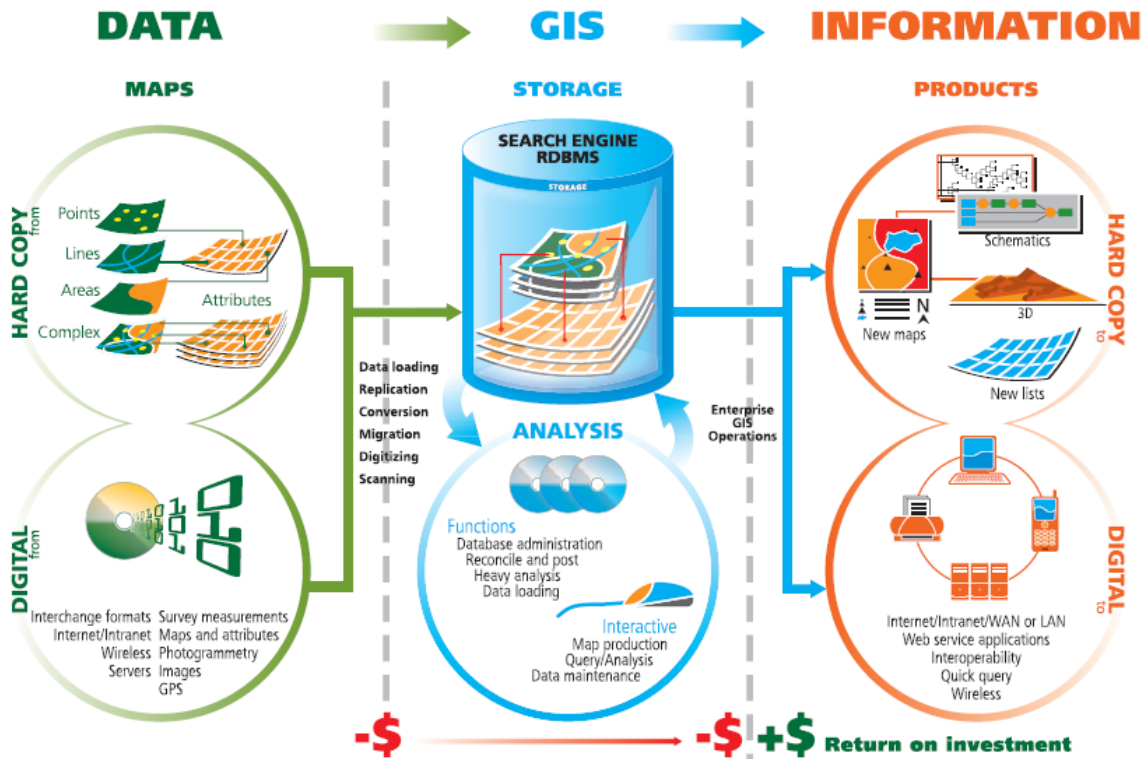 DATA
GIS
INFORMATION
MAPS
STORAGE
PRODUCTS
HARD COPY
from
Points
Lines
Areas
Attributes
Complex
DIGITAL
from
Interchange formats
Internet/Intranet
Wireless
Servers
Survey measurements
Maps and attributes
Photogrammetry
Images
GPS
Data loading
Replication
Conversion
Migration
Digitizing
Scanning
SEARCH ENGINE
RDBMS
STORAGE
ANALYSIS
Functions
Database administration
Reconcile and post
Heavy analysis
Data loading
Interactive
Map production
Query/Analysis
Data maintenance
Enterprise
GIS
Operations
Schematics
N
New maps
3D
New lists
HARD COPY
to
Internet/Intranet/WAN or LAN
Web service applications
Interoperability
Quick query
Wireless
DIGITAL
to
-$
-$
+$ Return on investment